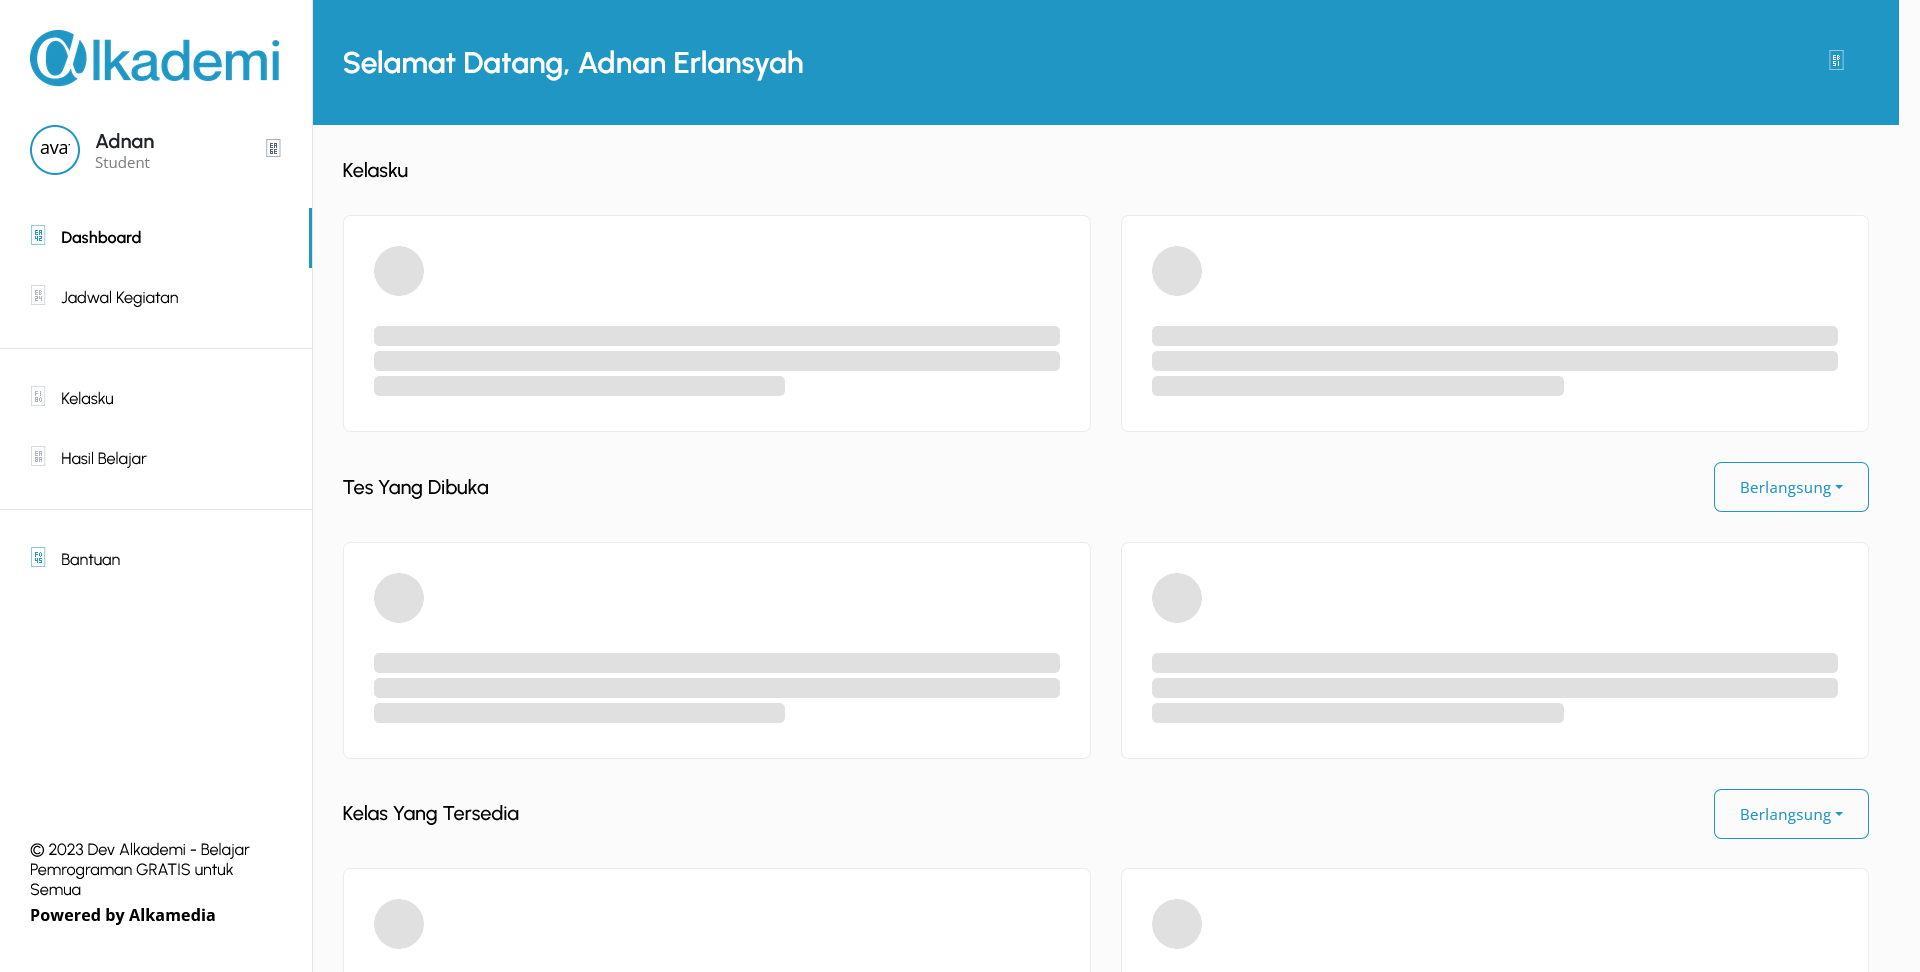 αlkademi
Adnan
Student
ava
Dashboard
Jadwal Kegiatan
Kelasku
Hasil Belajar
Bantuan
© 2023 Dev Alkademi - Belajar
Pemrograman GRATIS untuk
Semua
Powered by Alkamedia
Selamat Datang, Adnan Erlansyah
Kelasku
Tes Yang Dibuka
Berlangsung
Kelas Yang Tersedia
Berlangsung